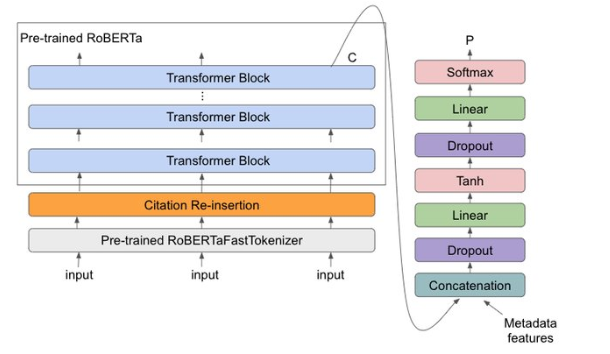 Pre-trained RoBERTa
C
Transformer Block
⋮
Transformer Block
Transformer Block
Citation Re-insertion
Pre-trained RoBERTaFastTokenizer
input input input
P
Softmax
Linear
Dropout
Tanh
Linear
Dropout
Concatenation
Metadata
features